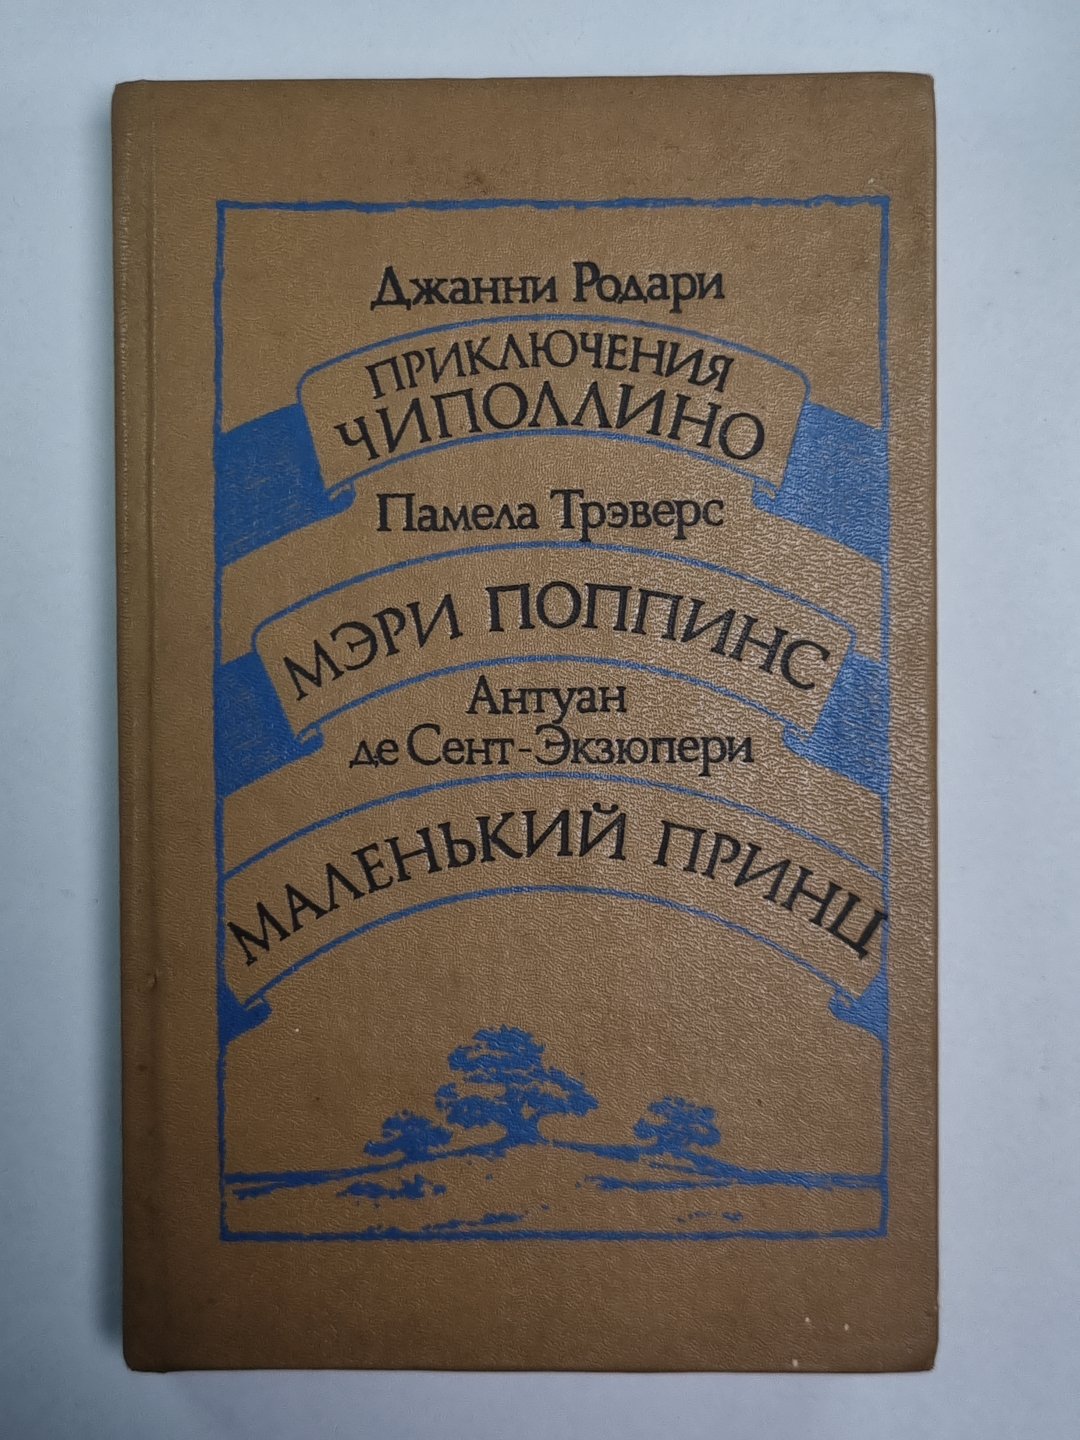 Джанни Родари
ПРИКЛЮЧЕНИЯ
ЧИПОЛЛИНО
Памела Трэверс
МЭРИ ПОППИНС
Антуан
де Сент-Экзюпери
МАЛЕНЬКИЙ ПРИНЦ